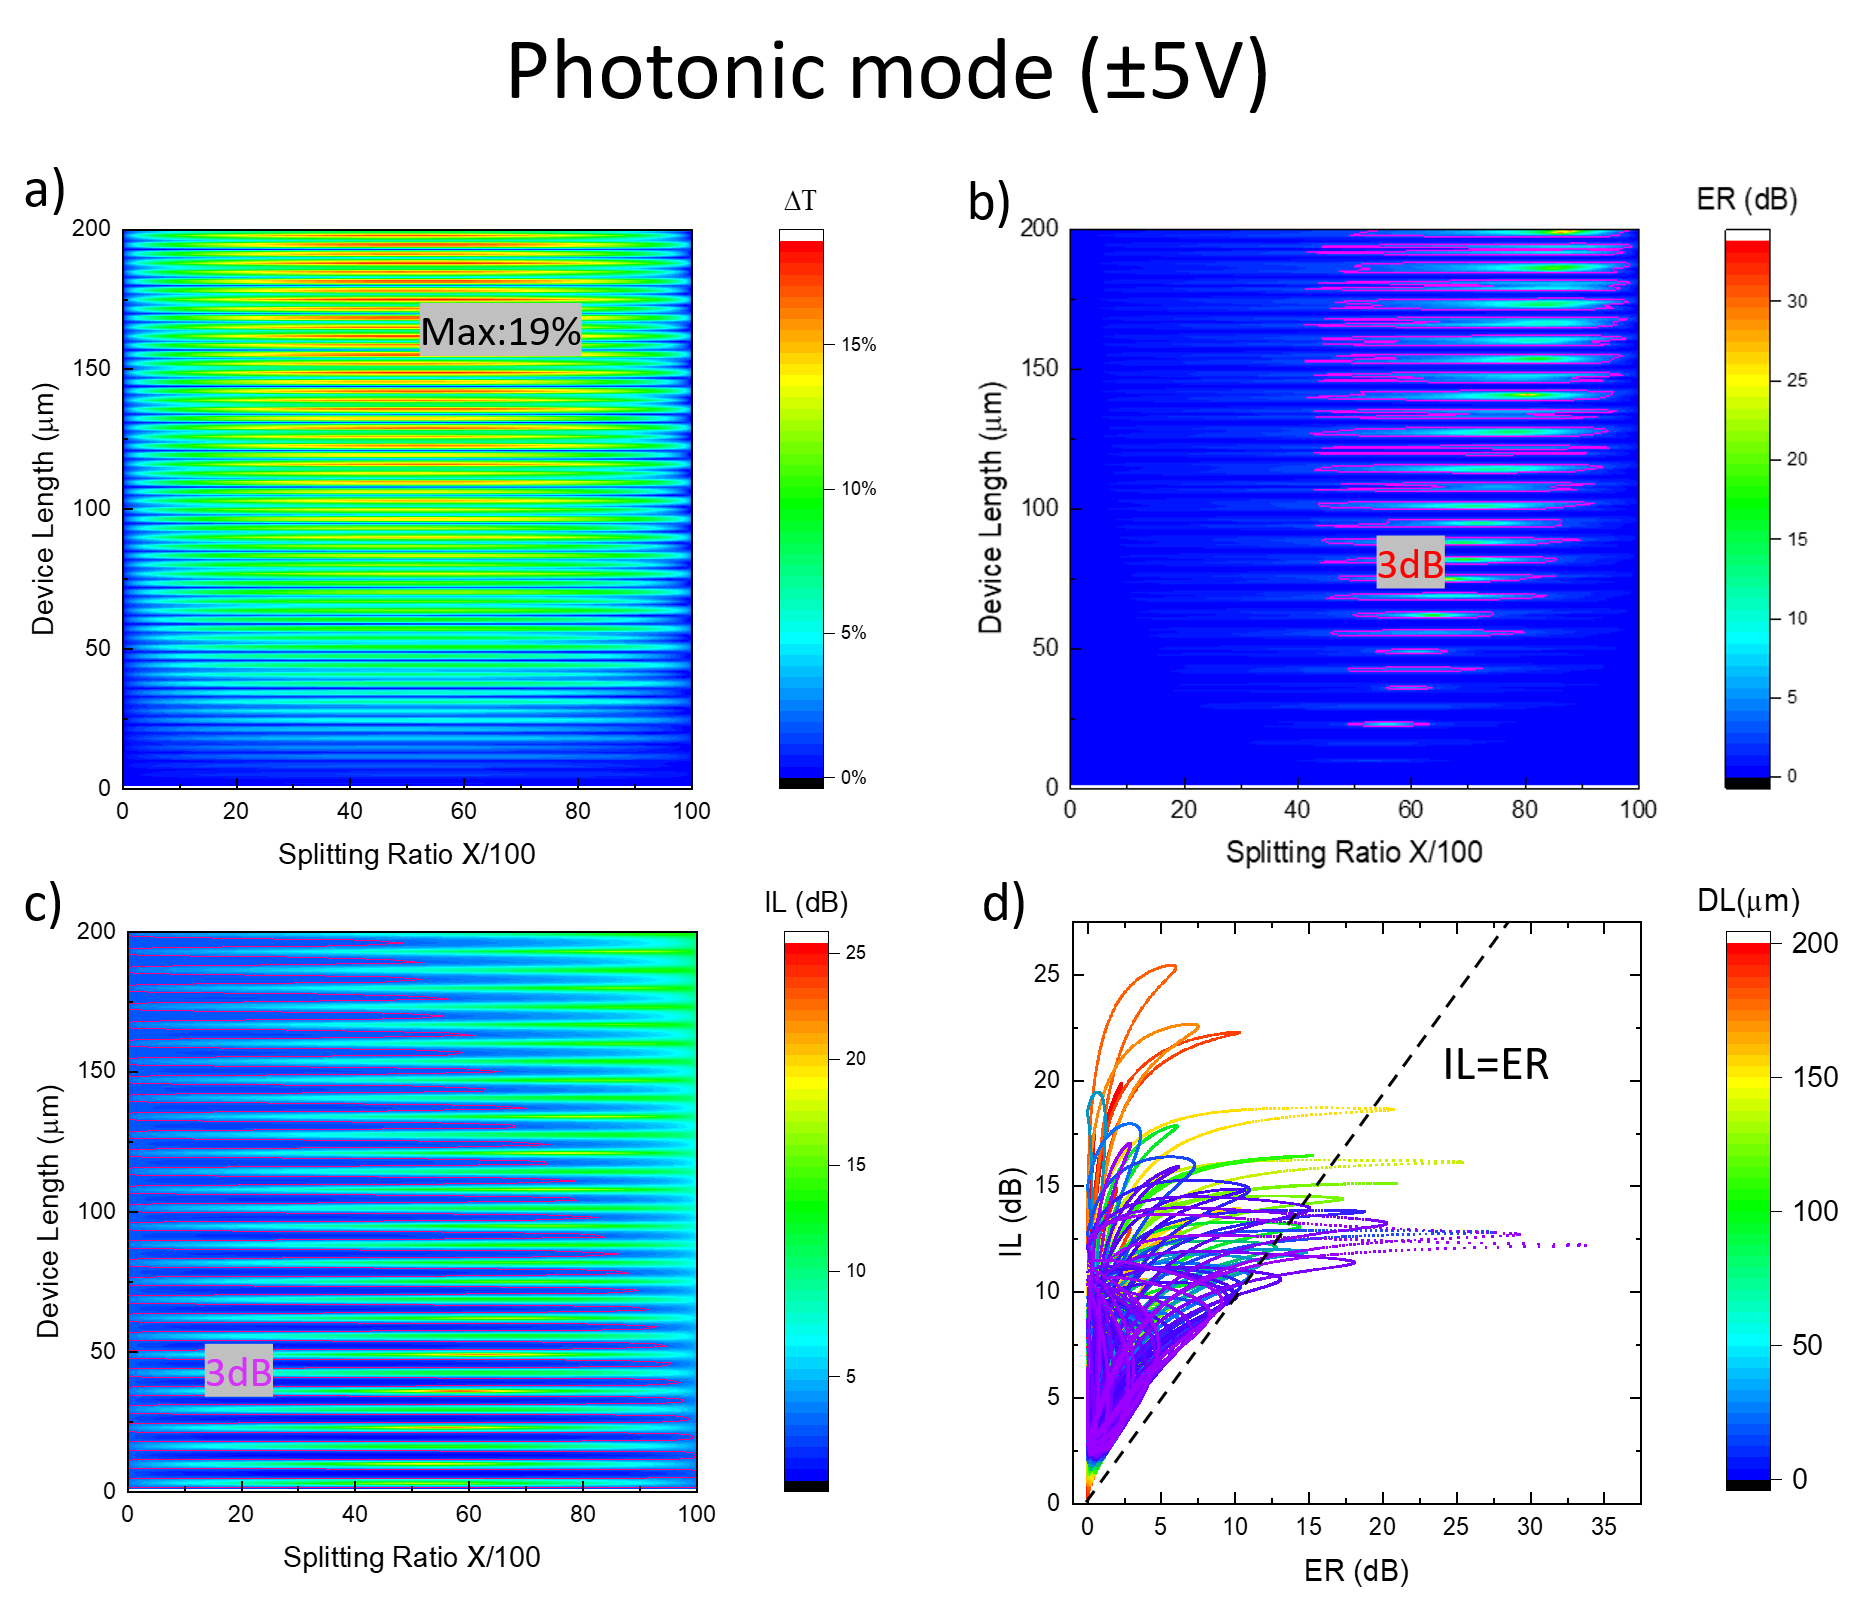 Photonic mode (±5V)
a)
ΔT
200
150
100
50
0
Device Length (μm)
Max:19%
0 20 40 60 80 100
Splitting Ratio X/100
15%
10%
5%
0%
b)
ER (dB)
200
150
100
50
0
Device Length (μm)
3dB
0 20 40 60 80 100
Splitting Ratio X/100
30
25
20
15
10
5
0
c)
IL (dB)
200
150
100
50
0
Device Length (μm)
3dB
0 20 40 60 80 100
Splitting Ratio X/100
25
20
15
10
5
d)
DL(μm)
25
20
15
10
5
0
IL (dB)
IL=ER
0 5 10 15 20 25 30 35
ER (dB)
200
150
100
50
0